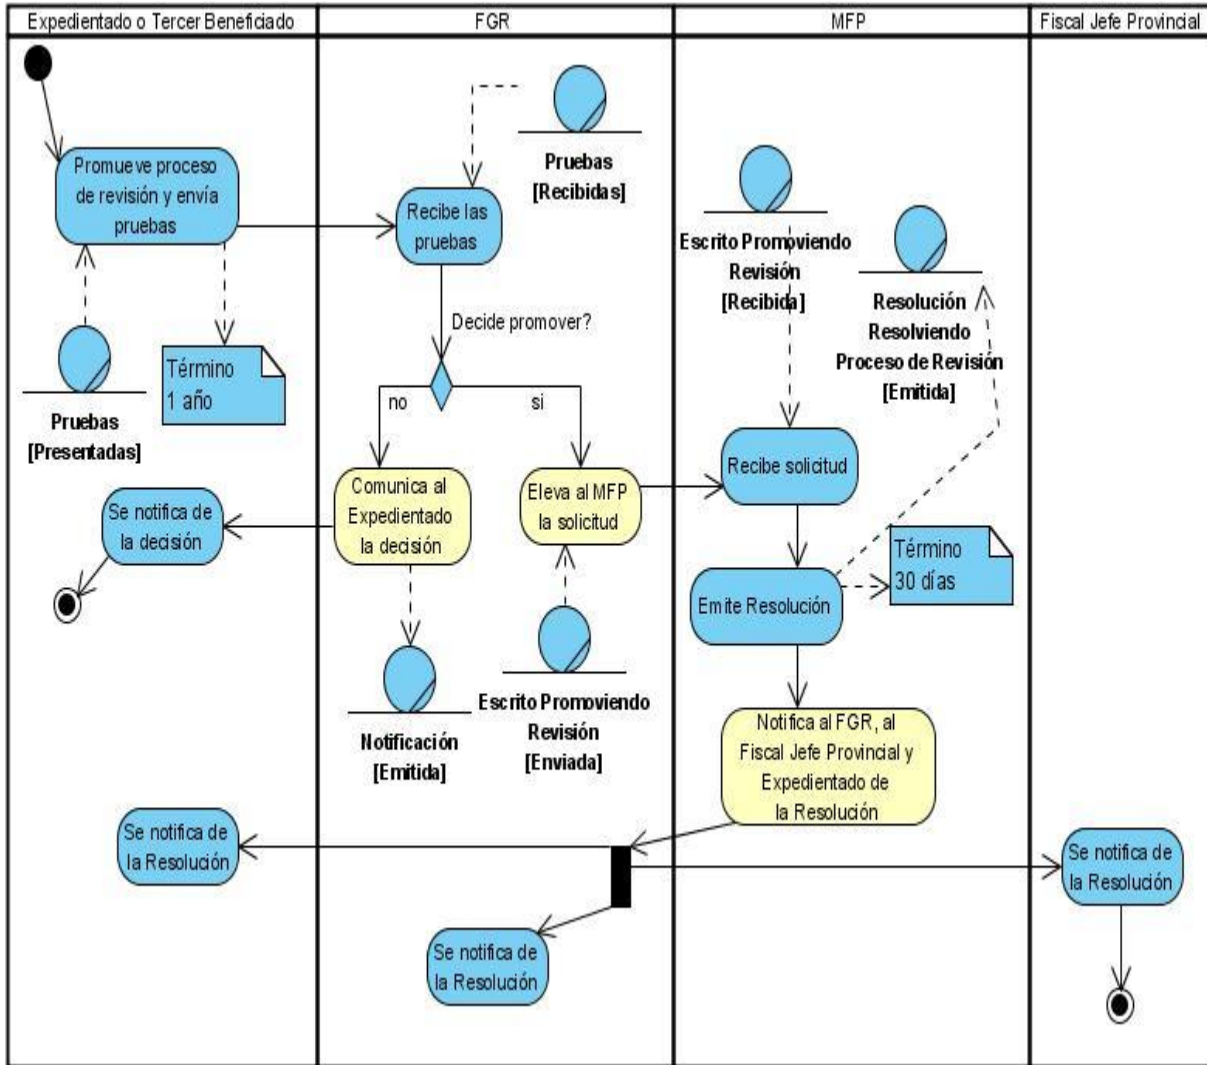 Expedientado o Tercer Beneficiado
FGR
MFP
Fiscal Jefe Provincial
Promueve proceso
de revisión y envía
pruebas
Pruebas
[Presentadas]
Término
1 año
Se notifica de
la decisión
Se notifica de
la Resolución
Pruebas
[Recibidas]
Recibe las
pruebas
Decide promover?
no
si
Comunica al
Expedientado
la decisión
Eleva al MFP
la solicitud
Notificación
[Emitida]
Escrito Promoviendo
Revisión
[Enviada]
Se notifica de
la Resolución
Escrito Promoviendo
Revisión
[Recibida]
Resolución
Resolviendo
Proceso de Revisión
[Emitida]
Recibe solicitud
Término
30 días
Emite Resolución
Notifica al FGR, al
Fiscal Jefe Provincial y
Expedientado de
la Resolución
Se notifica de
la Resolución